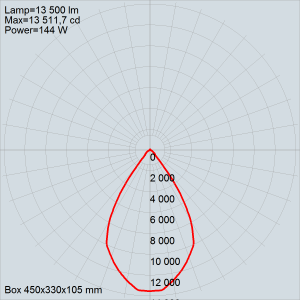 Lamp=13 500 lm
Max=13 511,7 cd
Power=144 W
0
2 000
4 000
6 000
8 000
10 000
12 000
Box 450x330x105 mm